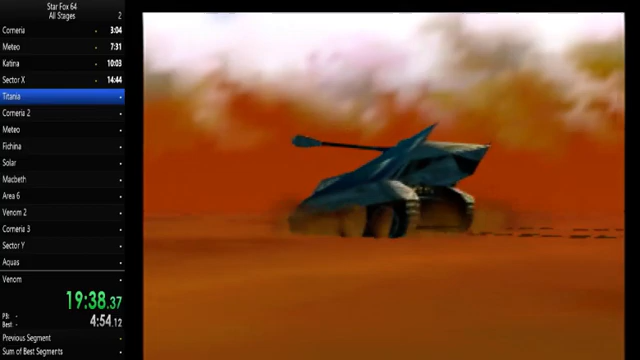 Star Fox 64
All Stages 2
Corneria 3:04
Meteo 7:31
Katina 10:03
Sector X 14:44
Titania -
Corneria 2 -
Meteo -
Fichina -
Solar -
Macbeth -
Area 6 -
Venom 2 -
Corneria 3 -
Sector Y -
Aquas -
Venom -
19:38.37
PB: -
Best: - 4:54.12
Previous Segment -
Sum of Best Segments -